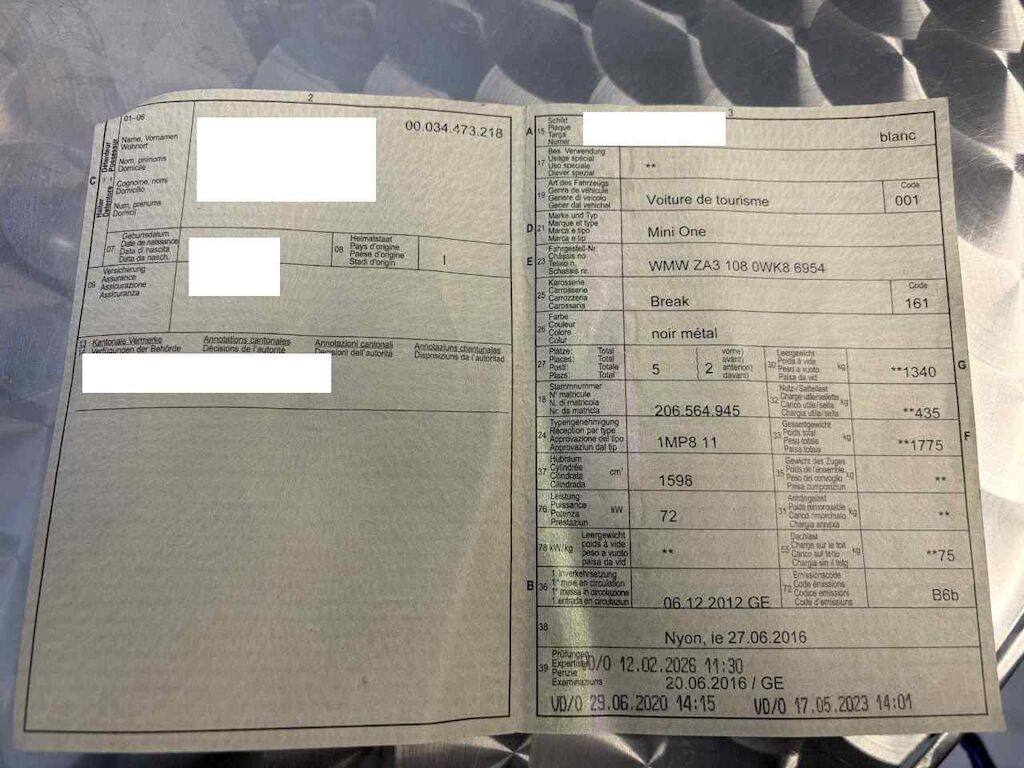 2
01–06
Name, Vornamen
Wohnort
Nom, prénoms
Domicile
Cognome, nomi
Domicilio
Num, prenums
Domicil
C
Halter
Détenteur
Detentore
Possessur
00.034.473.218
07
Geburtsdatum
Date de naissance
Data di nascita
Data da nasch.
08
Heimatstaat
Pays d'origine
Paese d'origine
Stadi d'origin
I
09
Versicherung
Assurance
Assicurazione
Assicuranza
13
Kantonale Vermerke
Verfügungen der Behörde
Annotations cantonales
Décisions de l'autorité
Annotazioni cantonali
Decisioni dell'autorità
Annotaziuns chantunalas
Disposiziuns da l'autoritad
3
A 15
Schild
Plaque
Targa
Numer
blanc
17
Bes. Verwendung
Usage spécial
Uso speciale
Diever spezial
**
19
Art des Fahrzeugs
Genre de véhicule
Genere di veicolo
Gener dal vehichel
Voiture de tourisme
Code
001
D 21
Marke und Typ
Marque et type
Marca e tipo
Marca e tip
Mini One
E 23
Fahrgestell-Nr.
Châssis no
Telaio n.
Schassis nr.
WMW ZA3 108 0WK8 6954
25
Karosserie
Carrosserie
Carrozzeria
Carossaria
Break
Code
161
26
Farbe
Couleur
Colore
Colur
noir métal
27
Plätze: Total
Places: Total
Posti: Totale
Plazs: Total
5
( 2
vorne)
avant)
anteriori)
davant)
30
Leergewicht
Poids à vide
Peso a vuoto
Paisa da vid
kg
**1340
G
18
Stammnummer
N° matricule
N. di matricola
Nr. da matricla
206.564.945
32
Nutz-/Sattellast
Charge utile/sellette
Carico utile/sella
Chargia utila/sella
kg
**435
24
Typengenehmigung
Réception par type
Approvazione del tipo
Approvaziun dal tip
1MP8 11
33
Gesamtgewicht
Poids total
Peso totale
Paisa totala
kg
**1775
F
37
Hubraum
Cylindrée
Cilindrata
Cilindrada
cm³
1598
35
Gewicht des Zuges
Poids de l'ensemble
Peso del convoglio
Paisa cumposiziun
kg
**
76
Leistung
Puissance
Potenza
Prestaziun
kW
72
31
Anhängelast
Poids remorquable
Carico rimorchiato
Chargia annexa
kg
**
78 kW/kg
Leergewicht
poids à vide
peso a vuoto
paisa da vid
**
55
Dachlast
Charge sur le toit
Carico sul tetto
Chargia sin il tetg
kg
**75
B 36
1. Inverkehrsetzung
1re mise en circulation
1a messa in circolazione
1. entrada en circulaziun
06.12.2012 GE
72
Emissionscode
Code émissions
Codice emissioni
Code d'emissiuns
B6b
38
Nyon, le 27.06.2016
39
Prüfungen
Expertises
Perizie
Examinaziuns
VD/O 12.02.2026 11:30
20.06.2016 / GE
VD/O 29.06.2020 14:15 VD/O 17.05.2023 14:01